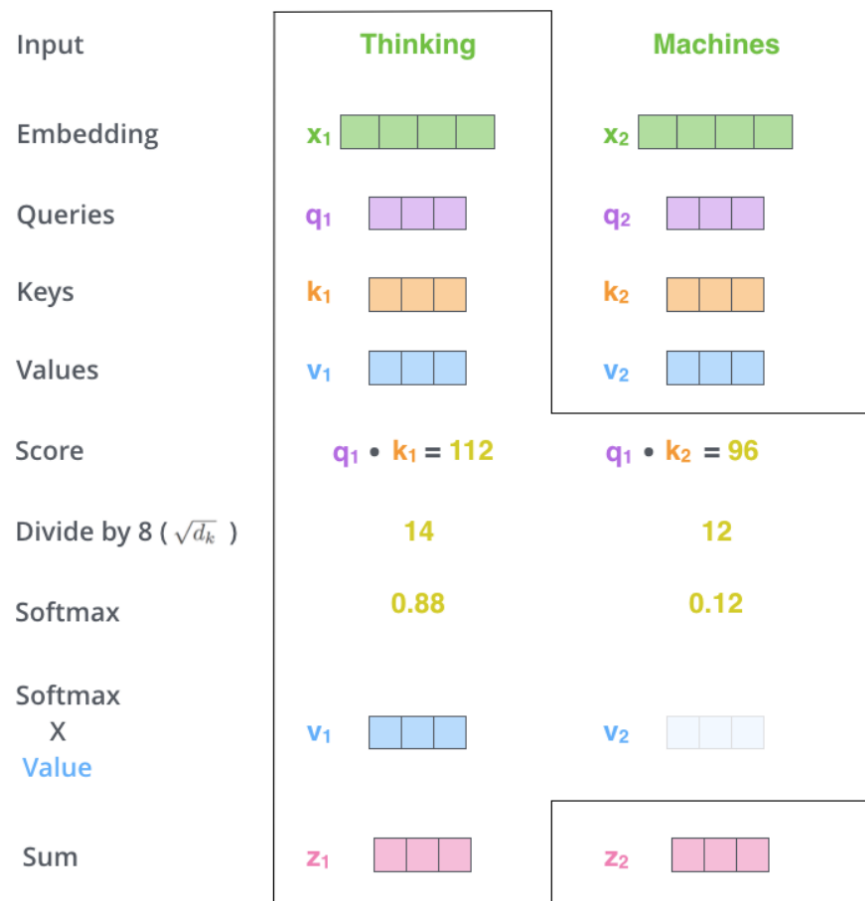 Input Thinking Machines
Embedding x₁ x₂
Queries q₁ q₂
Keys k₁ k₂
Values v₁ v₂
Score q₁ • k₁ = 112 q₁ • k₂ = 96
Divide by 8 ( √dₖ ) 14 12
Softmax 0.88 0.12
Softmax
X v₁ v₂
Value
Sum z₁ z₂